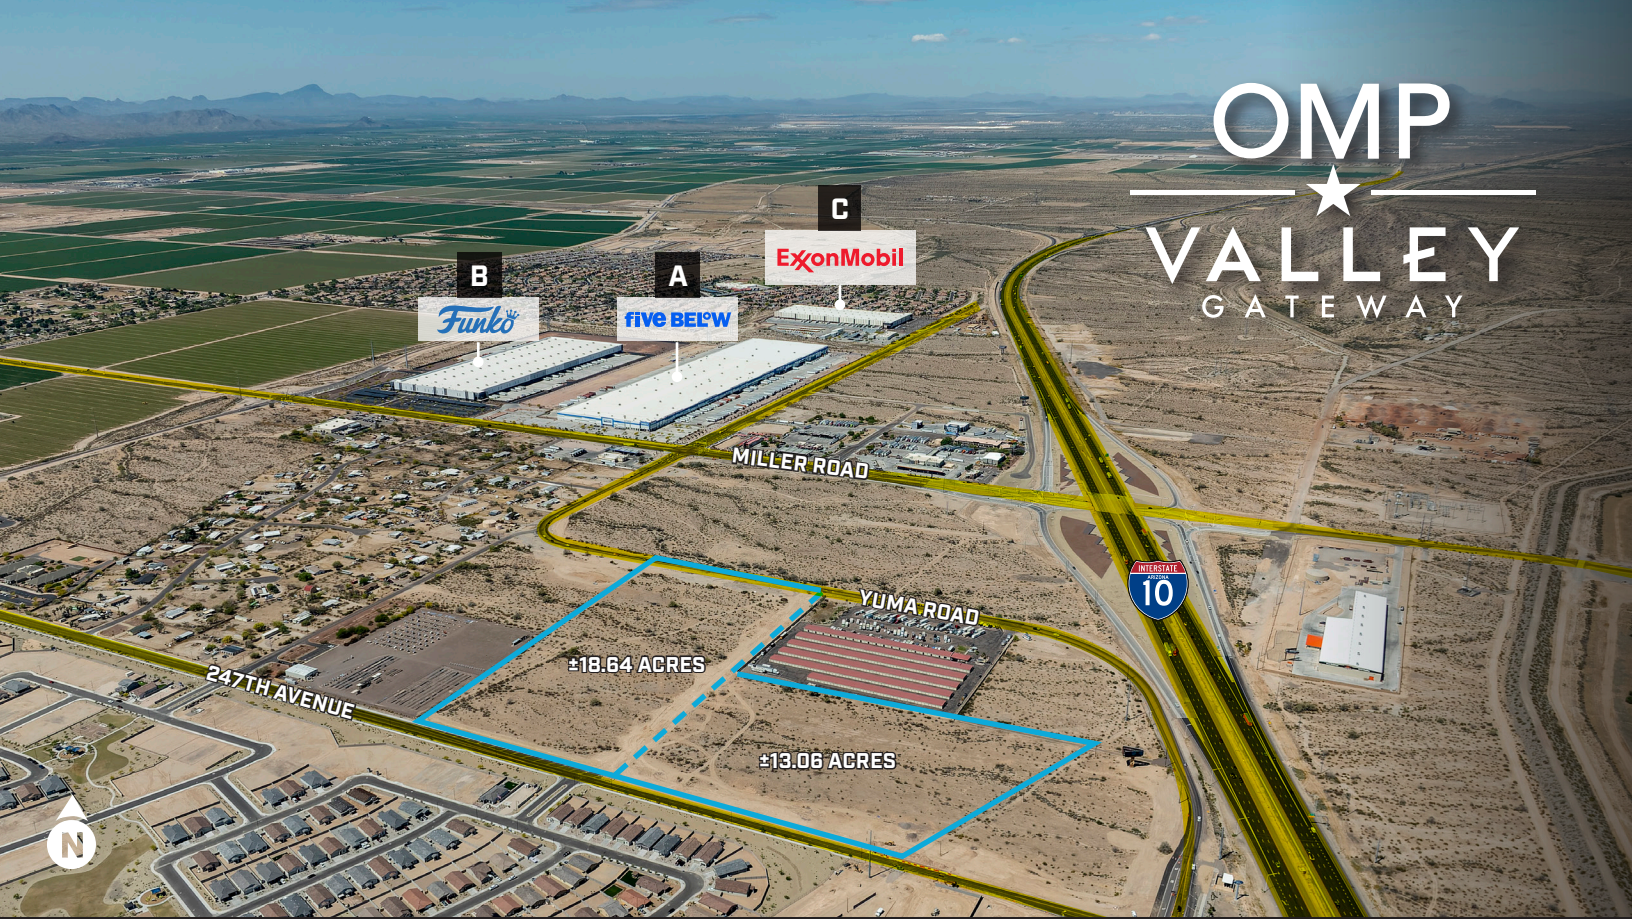 OMP
VALLEY
GATEWAY
C
ExxonMobil
B
Funko
A
five BELOW
MILLER ROAD
INTERSTATE
ARIZONA
10
YUMA ROAD
±18.64 ACRES
247TH AVENUE
±13.06 ACRES
N